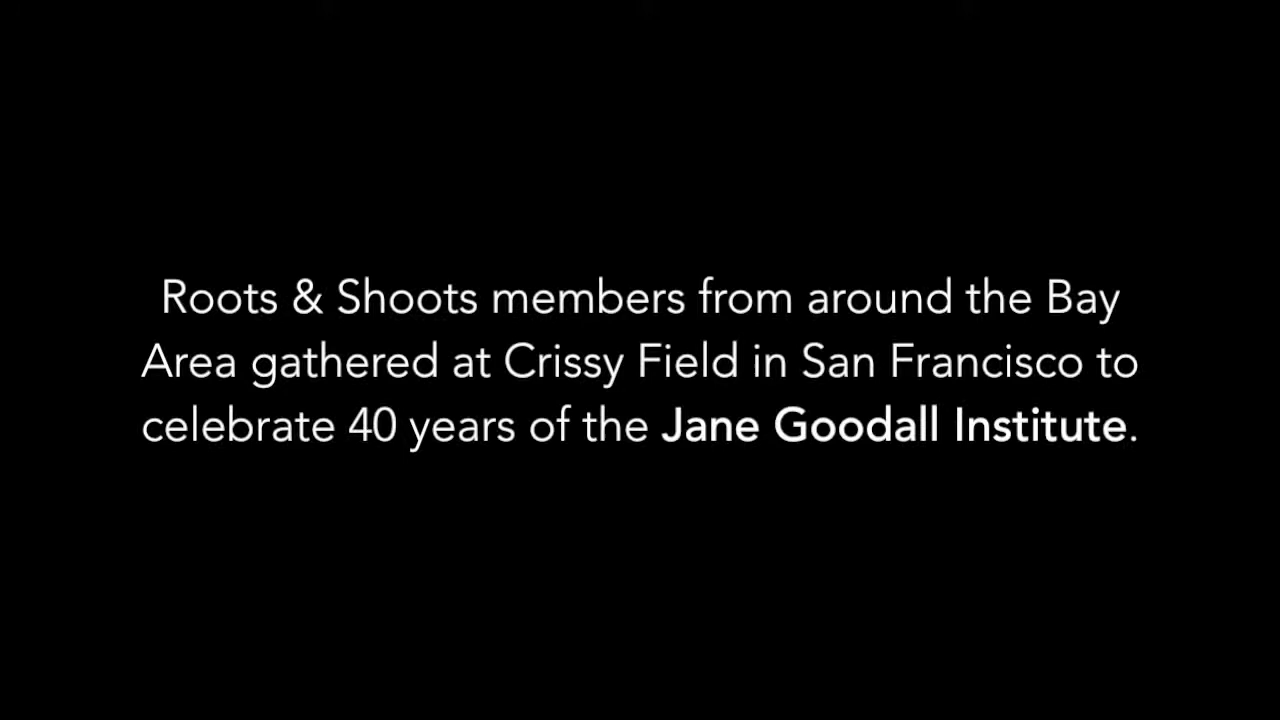 Roots & Shoots members from around the Bay
Area gathered at Crissy Field in San Francisco to
celebrate 40 years of the Jane Goodall Institute.